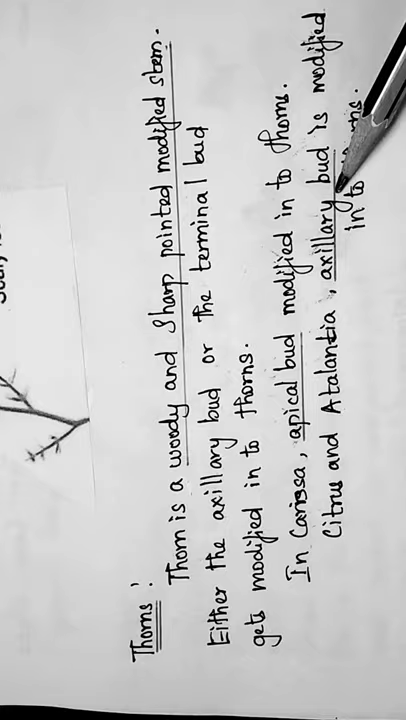 Thorns :
Thorn is a woody and Sharp pointed modified stem.
Either the axillary bud or the terminal bud
gets modified in to thorns.
In Carissa, apical bud modified in to thorns.
Citrus and Atalantia, axillary bud is modified
in to